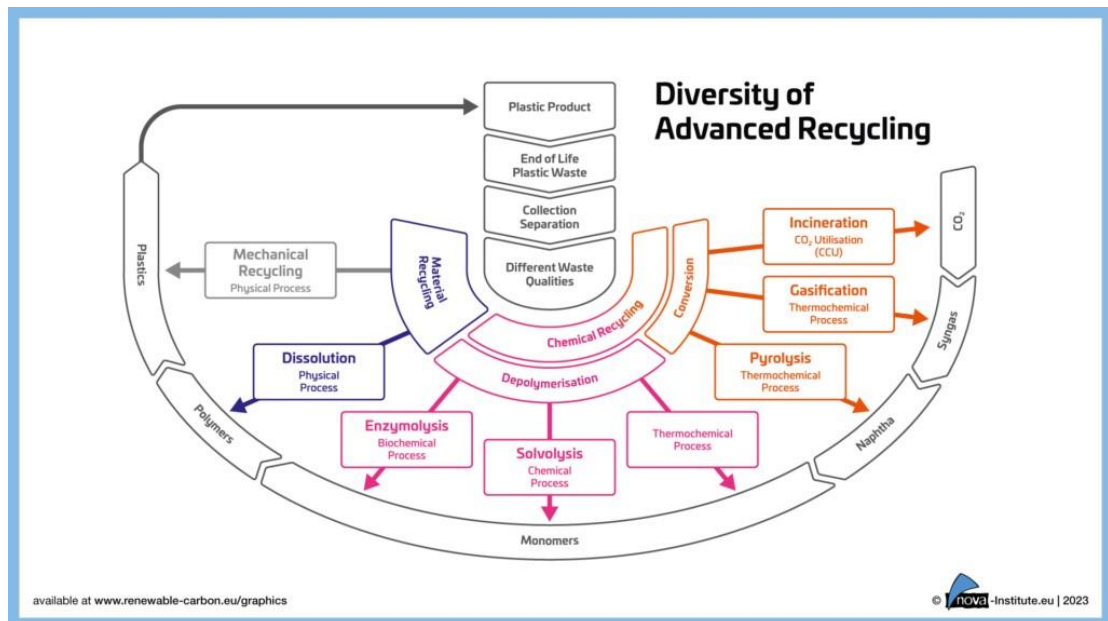 Diversity of
Advanced Recycling
Plastic Product
End of Life
Plastic Waste
Collection
Separation
Different Waste
Qualities
Material
Recycling
Chemical Recycling
Depolymerisation
Conversion
Mechanical
Recycling
Physical Process
Dissolution
Physical
Process
Enzymolysis
Biochemical
Process
Solvolysis
Chemical
Process
Thermochemical
Process
Pyrolysis
Thermochemical
Process
Gasification
Thermochemical
Process
Incineration
CO₂ Utilisation
(CCU)
Plastics
Polymers
Monomers
Naphtha
Syngas
CO₂
available at www.renewable-carbon.eu/graphics
© nova-Institute.eu | 2023